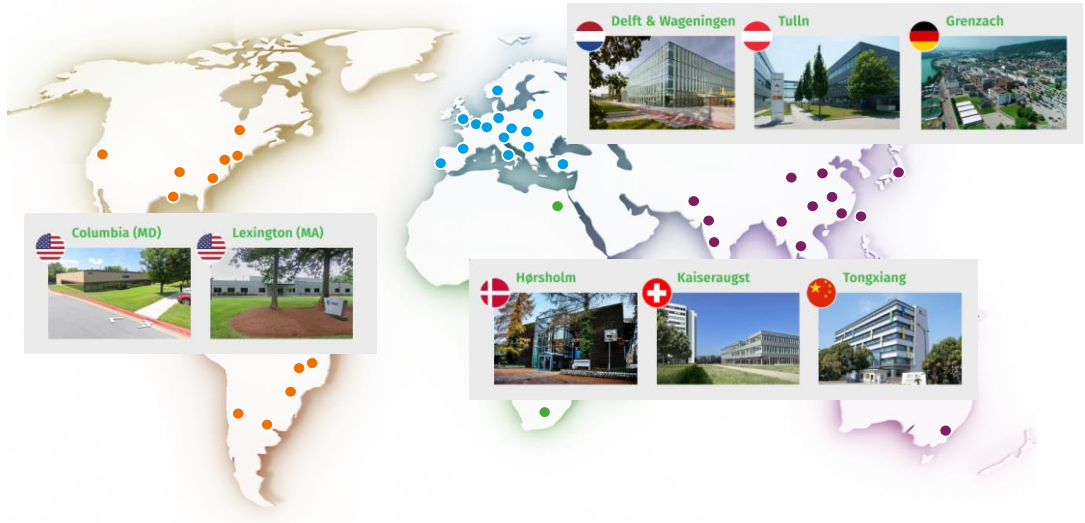 Delft & Wageningen
Tulln
Grenzach
Columbia (MD)
Lexington (MA)
Hørsholm
Kaiseraugst
Tongxiang